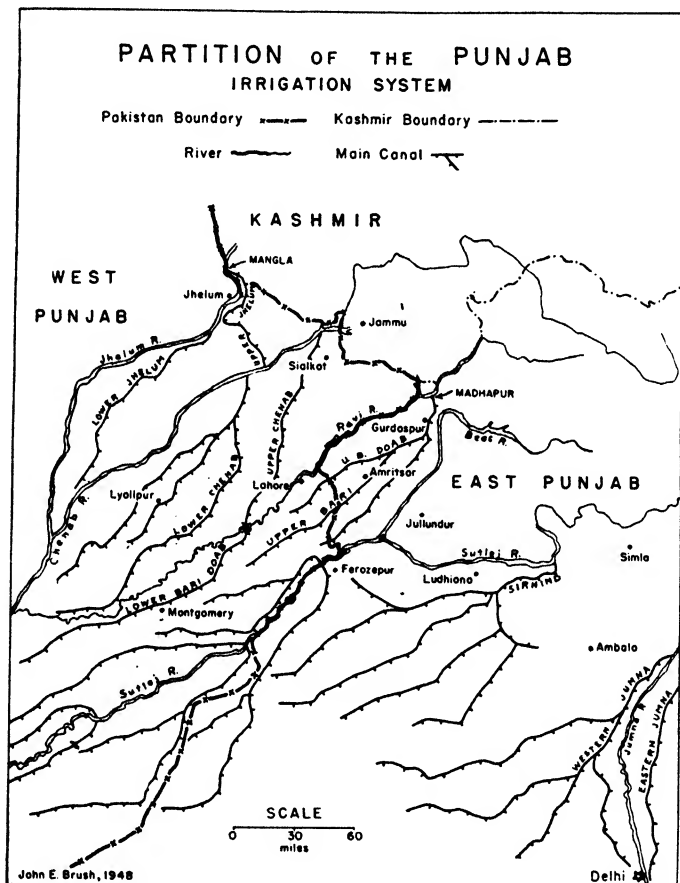 PARTITION OF THE PUNJAB
IRRIGATION SYSTEM
Pakistan Boundary
Kashmir Boundary
River
Main Canal
KASHMIR
MANGLA
WEST
PUNJAB
Jhelum
UPPER JHELUM
Jammu
Jhelum R.
LOWER JHELUM
Sialkot
MADHAPUR
UPPER CHENAB
Ravi R.
Gurdospur
Beas R.
U. B. DOAB
Amritsar
EAST PUNJAB
Lahore
Lyallpur
Chenab R.
LOWER CHENAB
UPPER BARI
Jullundur
Sutlej R.
Simla
Ferozepur
Ludhiana
SIRHIND
LOWER BARI DOAB
Montgomery
Ambala
Sutlej R.
WESTERN JUMNA
Jumna R.
EASTERN JUMNA
SCALE
0 30 60
miles
John E. Brush, 1948
Delhi